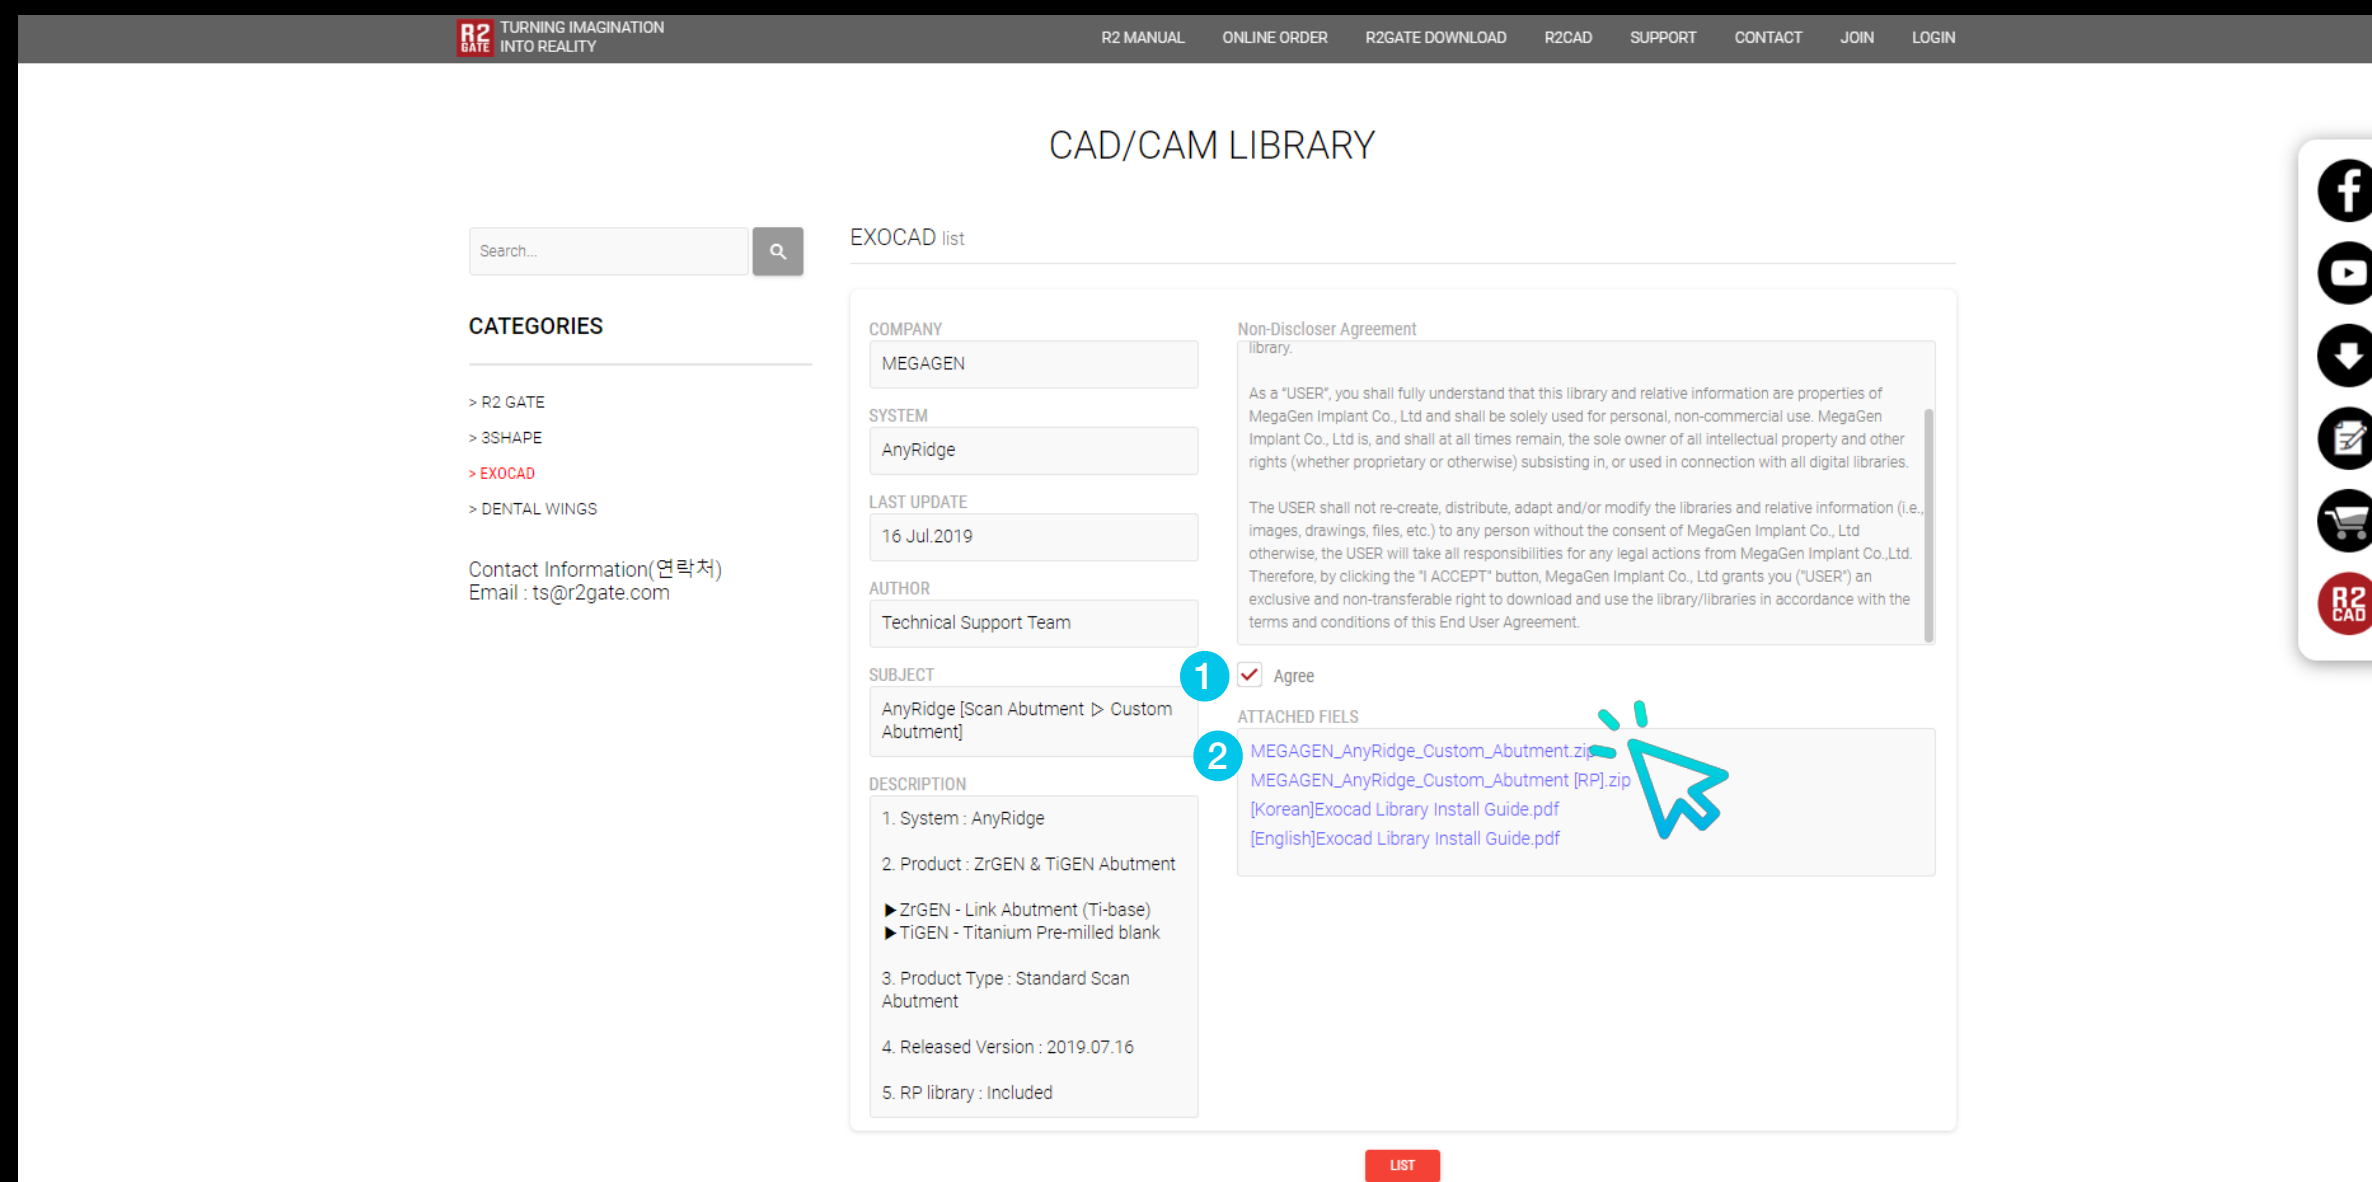 R2 GATE TURNING IMAGINATION INTO REALITY
R2 MANUAL ONLINE ORDER R2GATE DOWNLOAD R2CAD SUPPORT CONTACT JOIN LOGIN
CAD/CAM LIBRARY
Search...
CATEGORIES
> R2 GATE
> 3SHAPE
> EXOCAD
> DENTAL WINGS
Contact Information(연락처)
Email : ts@r2gate.com
EXOCAD list
COMPANY
MEGAGEN
SYSTEM
AnyRidge
LAST UPDATE
16 Jul.2019
AUTHOR
Technical Support Team
SUBJECT
AnyRidge [Scan Abutment ▷ Custom
Abutment]
DESCRIPTION
1. System : AnyRidge
2. Product : ZrGEN & TiGEN Abutment
▶ZrGEN - Link Abutment (Ti-base)
▶TiGEN - Titanium Pre-milled blank
3. Product Type : Standard Scan
Abutment
4. Released Version : 2019.07.16
5. RP library : Included
Non-Discloser Agreement
library.
As a "USER", you shall fully understand that this library and relative information are properties of
MegaGen Implant Co., Ltd and shall be solely used for personal, non-commercial use. MegaGen
Implant Co., Ltd is, and shall at all times remain, the sole owner of all intellectual property and other
rights (whether proprietary or otherwise) subsisting in, or used in connection with all digital libraries.
The USER shall not re-create, distribute, adapt and/or modify the libraries and relative information (i.e.,
images, drawings, files, etc.) to any person without the consent of MegaGen Implant Co., Ltd
otherwise, the USER will take all responsibilities for any legal actions from MegaGen Implant Co.,Ltd.
Therefore, by clicking the "I ACCEPT" button, MegaGen Implant Co., Ltd grants you ("USER") an
exclusive and non-transferable right to download and use the library/libraries in accordance with the
terms and conditions of this End User Agreement.
1 Agree
ATTACHED FIELS
2 MEGAGEN_AnyRidge_Custom_Abutment.zip
MEGAGEN_AnyRidge_Custom_Abutment [RP].zip
[Korean]Exocad Library Install Guide.pdf
[English]Exocad Library Install Guide.pdf
LIST
R2 CAD